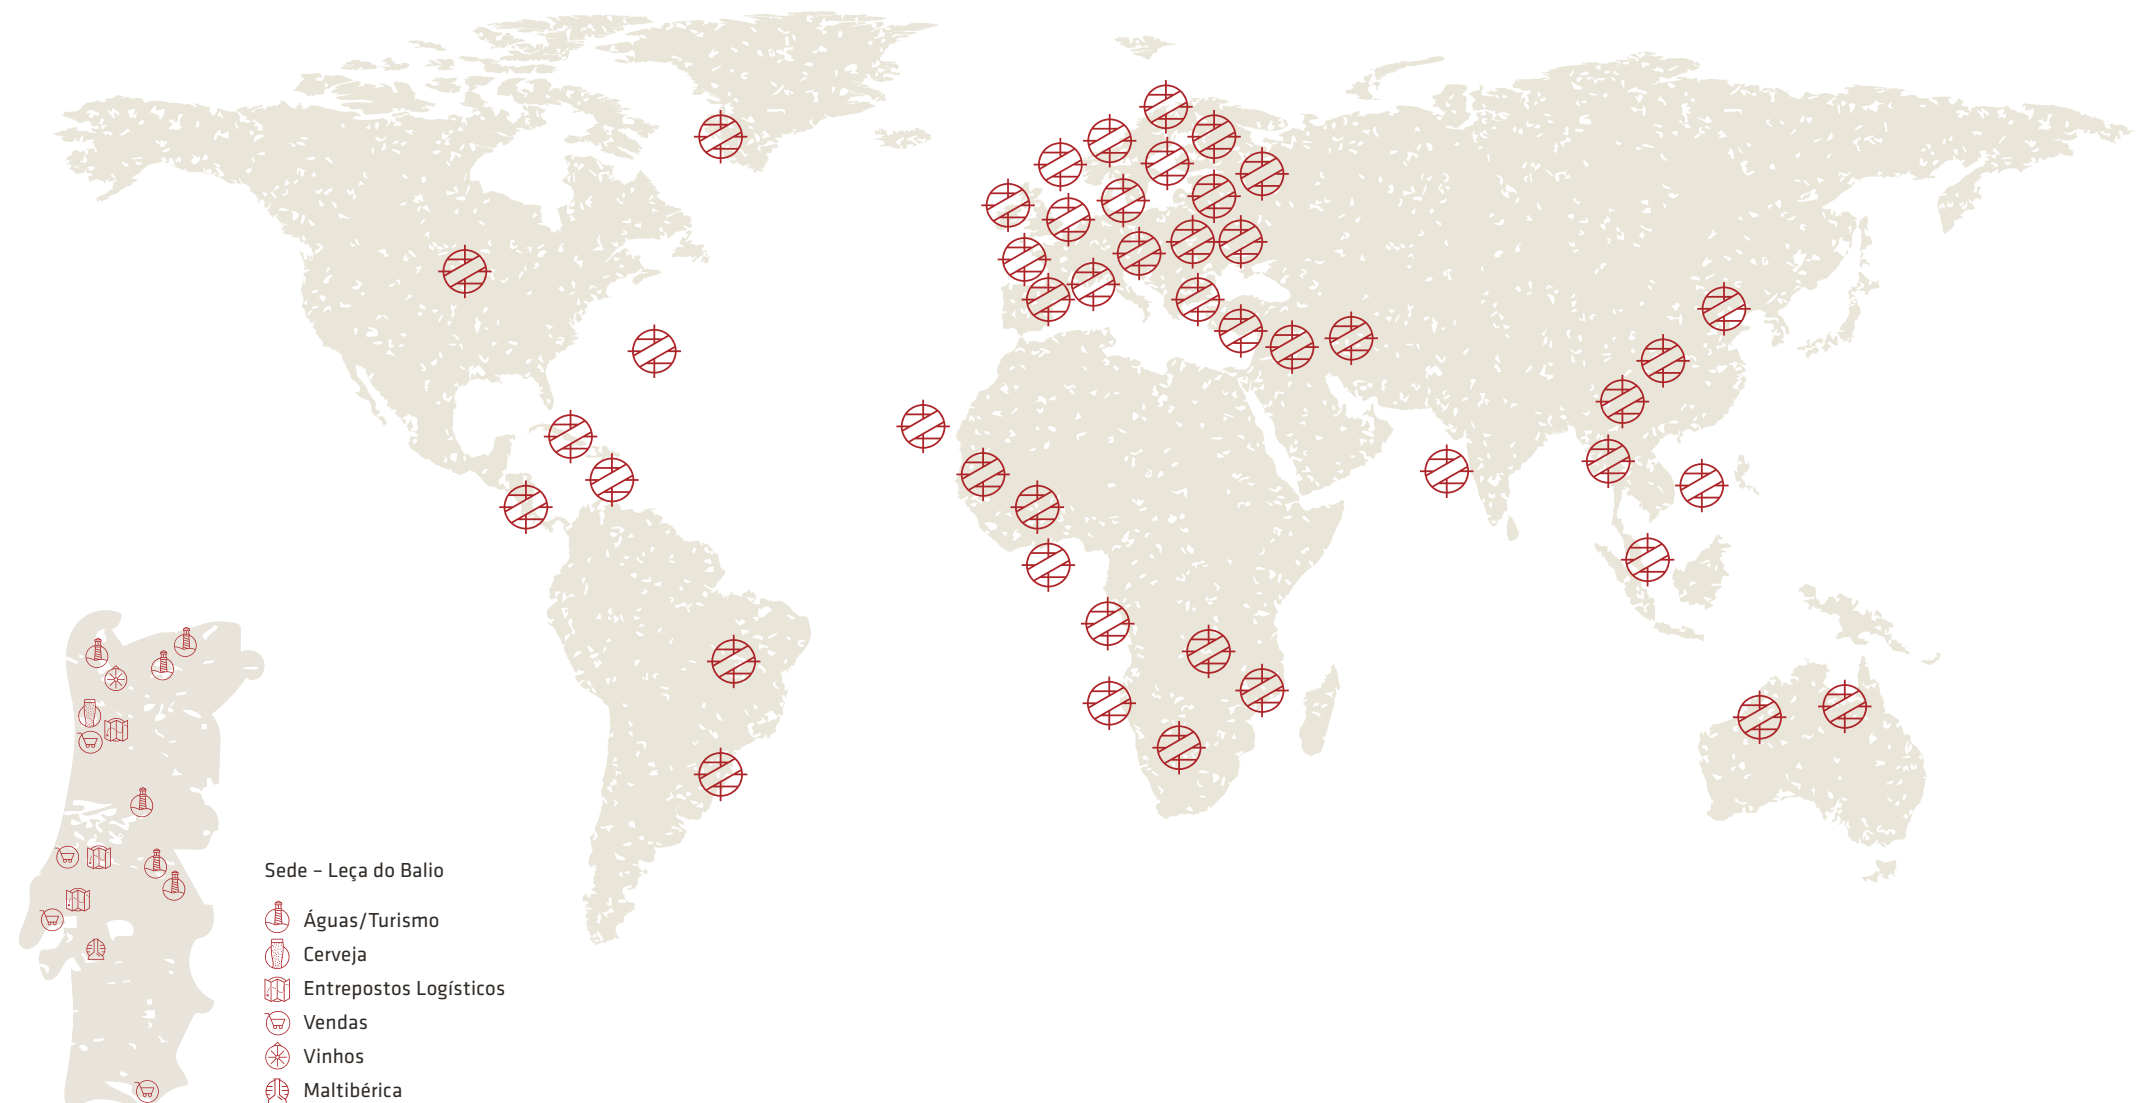 Sede – Leça do Balio
Águas/Turismo
Cerveja
Entrepostos Logísticos
Vendas
Vinhos
Maltibérica